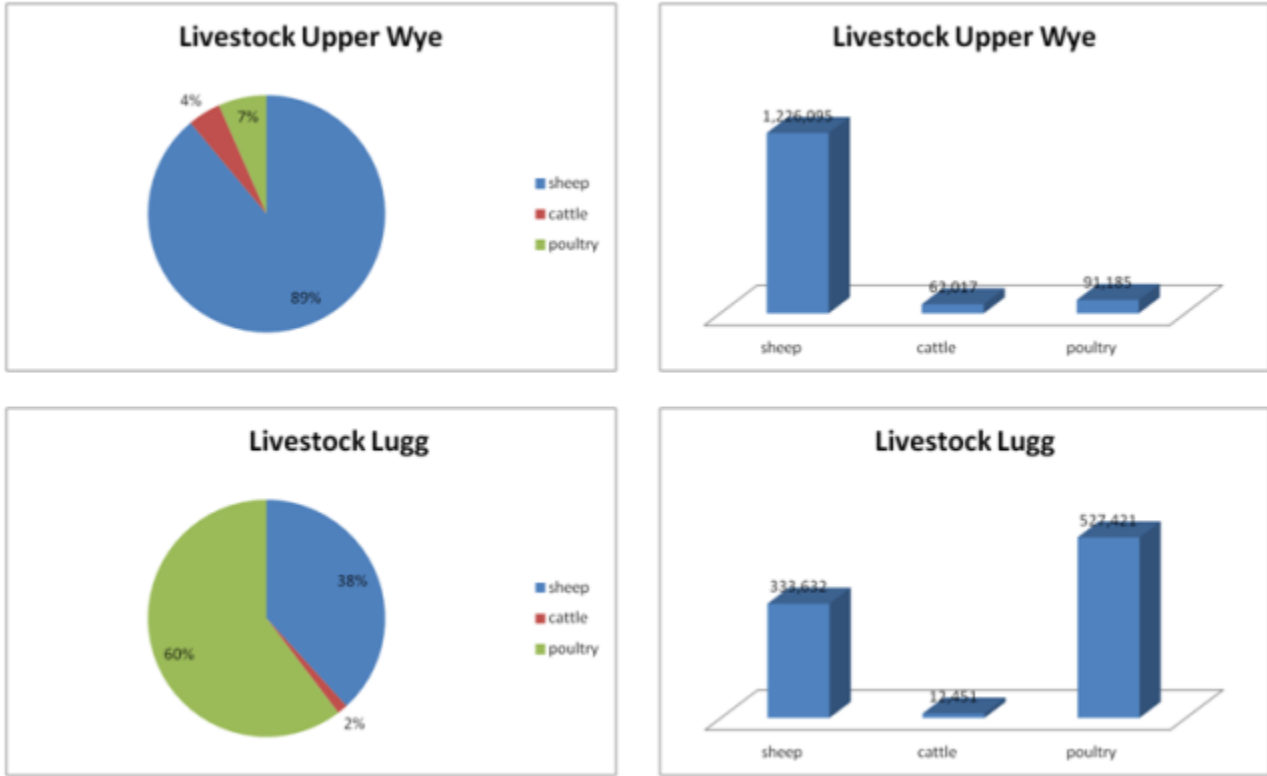 Livestock Upper Wye
4%
7%
89%
sheep
cattle
poultry
Livestock Upper Wye
1,226,095
62,017
91,185
sheep
cattle
poultry
Livestock Lugg
38%
60%
2%
sheep
cattle
poultry
Livestock Lugg
527,421
333,632
12,451
sheep
cattle
poultry